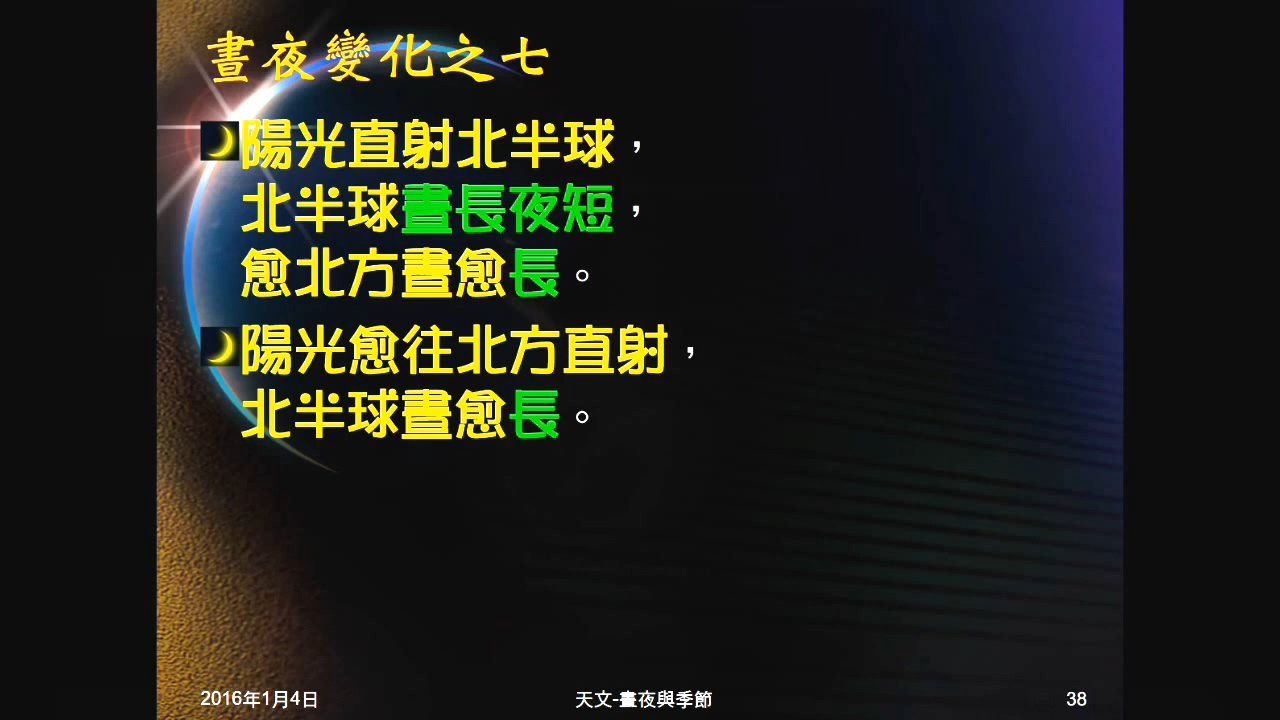 晝夜變化之七
陽光直射北半球，
北半球晝長夜短，
愈北方晝愈長。
陽光愈往北方直射，
北半球晝愈長。
2016年1月4日
天文-晝夜與季節
38